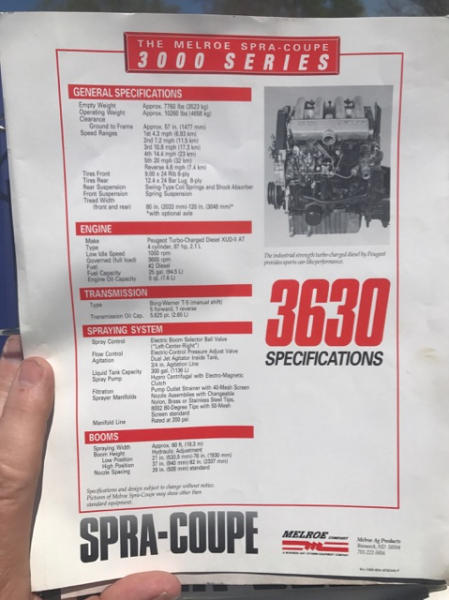 THE MELROE SPRA-COUPE
3000 SERIES
GENERAL SPECIFICATIONS
Empty Weight Approx. 7760 lbs (3523 kg)
Operating Weight Approx. 10260 lbs (4658 kg)
Clearance
Ground to Frame Approx. 57 in. (1477 mm)
Speed Ranges 1st 4.3 mph (6.93 km)
2nd 7.2 mph (11.5 km)
3rd 10.8 mph (17.3 km)
4th 14.4 mph (23 km)
5th 20 mph (32 km)
Reverse 4.6 mph (7.4 km)
Tires Front 9.00 x 24 Rib 8-ply
Tires Rear 12.4 x 24 Bar Lug, 8-ply
Rear Suspension Swing-Type Coil Springs and Shock Absorber
Front Suspension Spring Suspension
Tread Width
(front and rear) 80 in. (2033 mm)-120 in. (3048 mm)*
*with optional axle
ENGINE
Make Peugeot Turbo-Charged Diesel XUD-II AT
Type 4 cylinder, 87 hp, 2.1 L
Low Idle Speed 1050 rpm
Governed (full load) 3600 rpm
Fuel #2 Diesel
Fuel Capacity 25 gal. (94.5 L)
Engine Oil Capacity
TRANSMISSION
Type Borg-Warner T-5 (manual shift)
5 forward, 1 reverse
Transmission Oil Cap. 5.625 pt. (2.65 L)
SPRAYING SYSTEM
Spray Control Electric Boom Selector Ball Valve
("Left-Center-Right")
Flow Control Electric-Control Pressure Adjust Valve
Agitation Dual Jet Agitator Inside Tank,
3/4 in. Agitation Line
Liquid Tank Capacity 300 gal. (1136 L)
Spray Pump Hypro Centrifugal with Electro-Magnetic
Clutch
Filtration Pump Outlet Strainer with 40-Mesh Screen
Sprayer Manifolds Nozzle Assemblies with Changeable
Nylon, Brass or Stainless Steel Tips,
8002 80-Degree Tips with 50-Mesh
Screen standard
Manifold Line Rated at 200 psi
BOOMS
Spraying Width Approx. 60 ft. (18.3 m)
Boom Height Hydraulic Adjustment
Low Position 21 in. (533.5 mm)-76 in. (1930 mm)
High Position 37 in. (940 mm)-92 in. (2337 mm)
Nozzle Spacing 20 in. (500 mm) standard
Specifications and design subject to change without notice.
Pictures of Melroe Spra-Coupe may show other than
standard equipment.
The industrial strength turbo-charged diesel by Peugeot
provides sports car-like performance.
3630
SPECIFICATIONS
SPRA-COUPE
MELROE COMPANY
Melroe Ag Products
Bismarck, ND 58504
701-222-5006